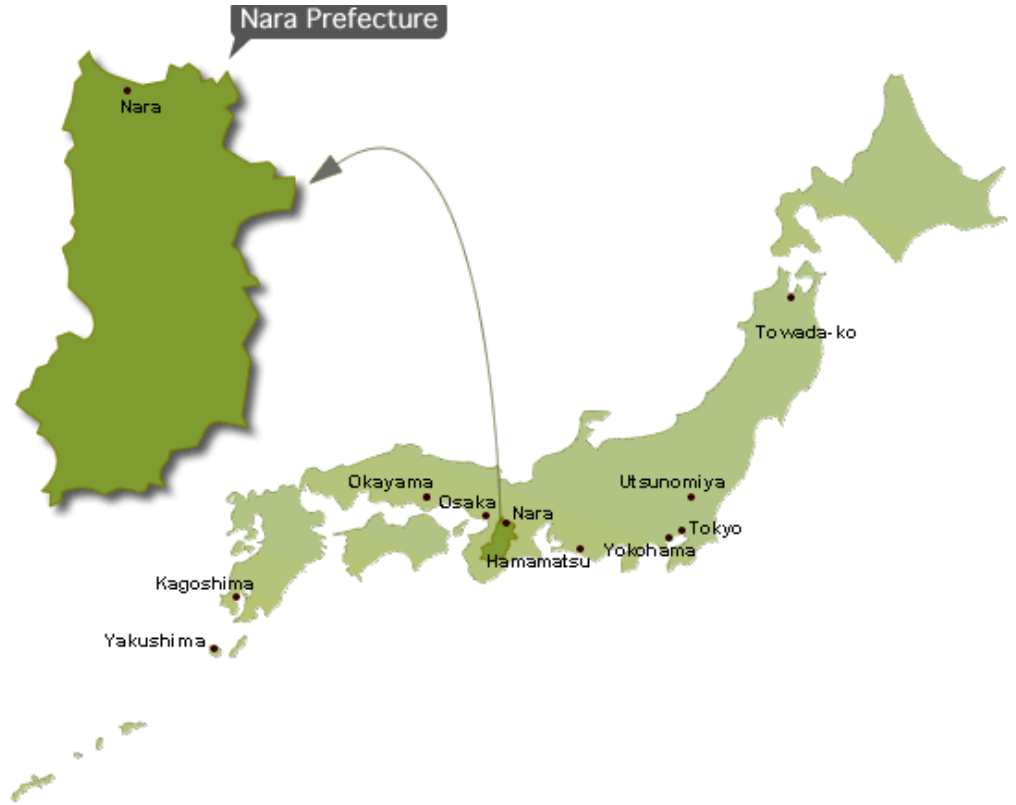 Nara Prefecture
Nara
Towada-ko
Okayama
Utsunomiya
Osaka
Nara
Tokyo
Yokohama
Hamamatsu
Kagoshima
Yakushima